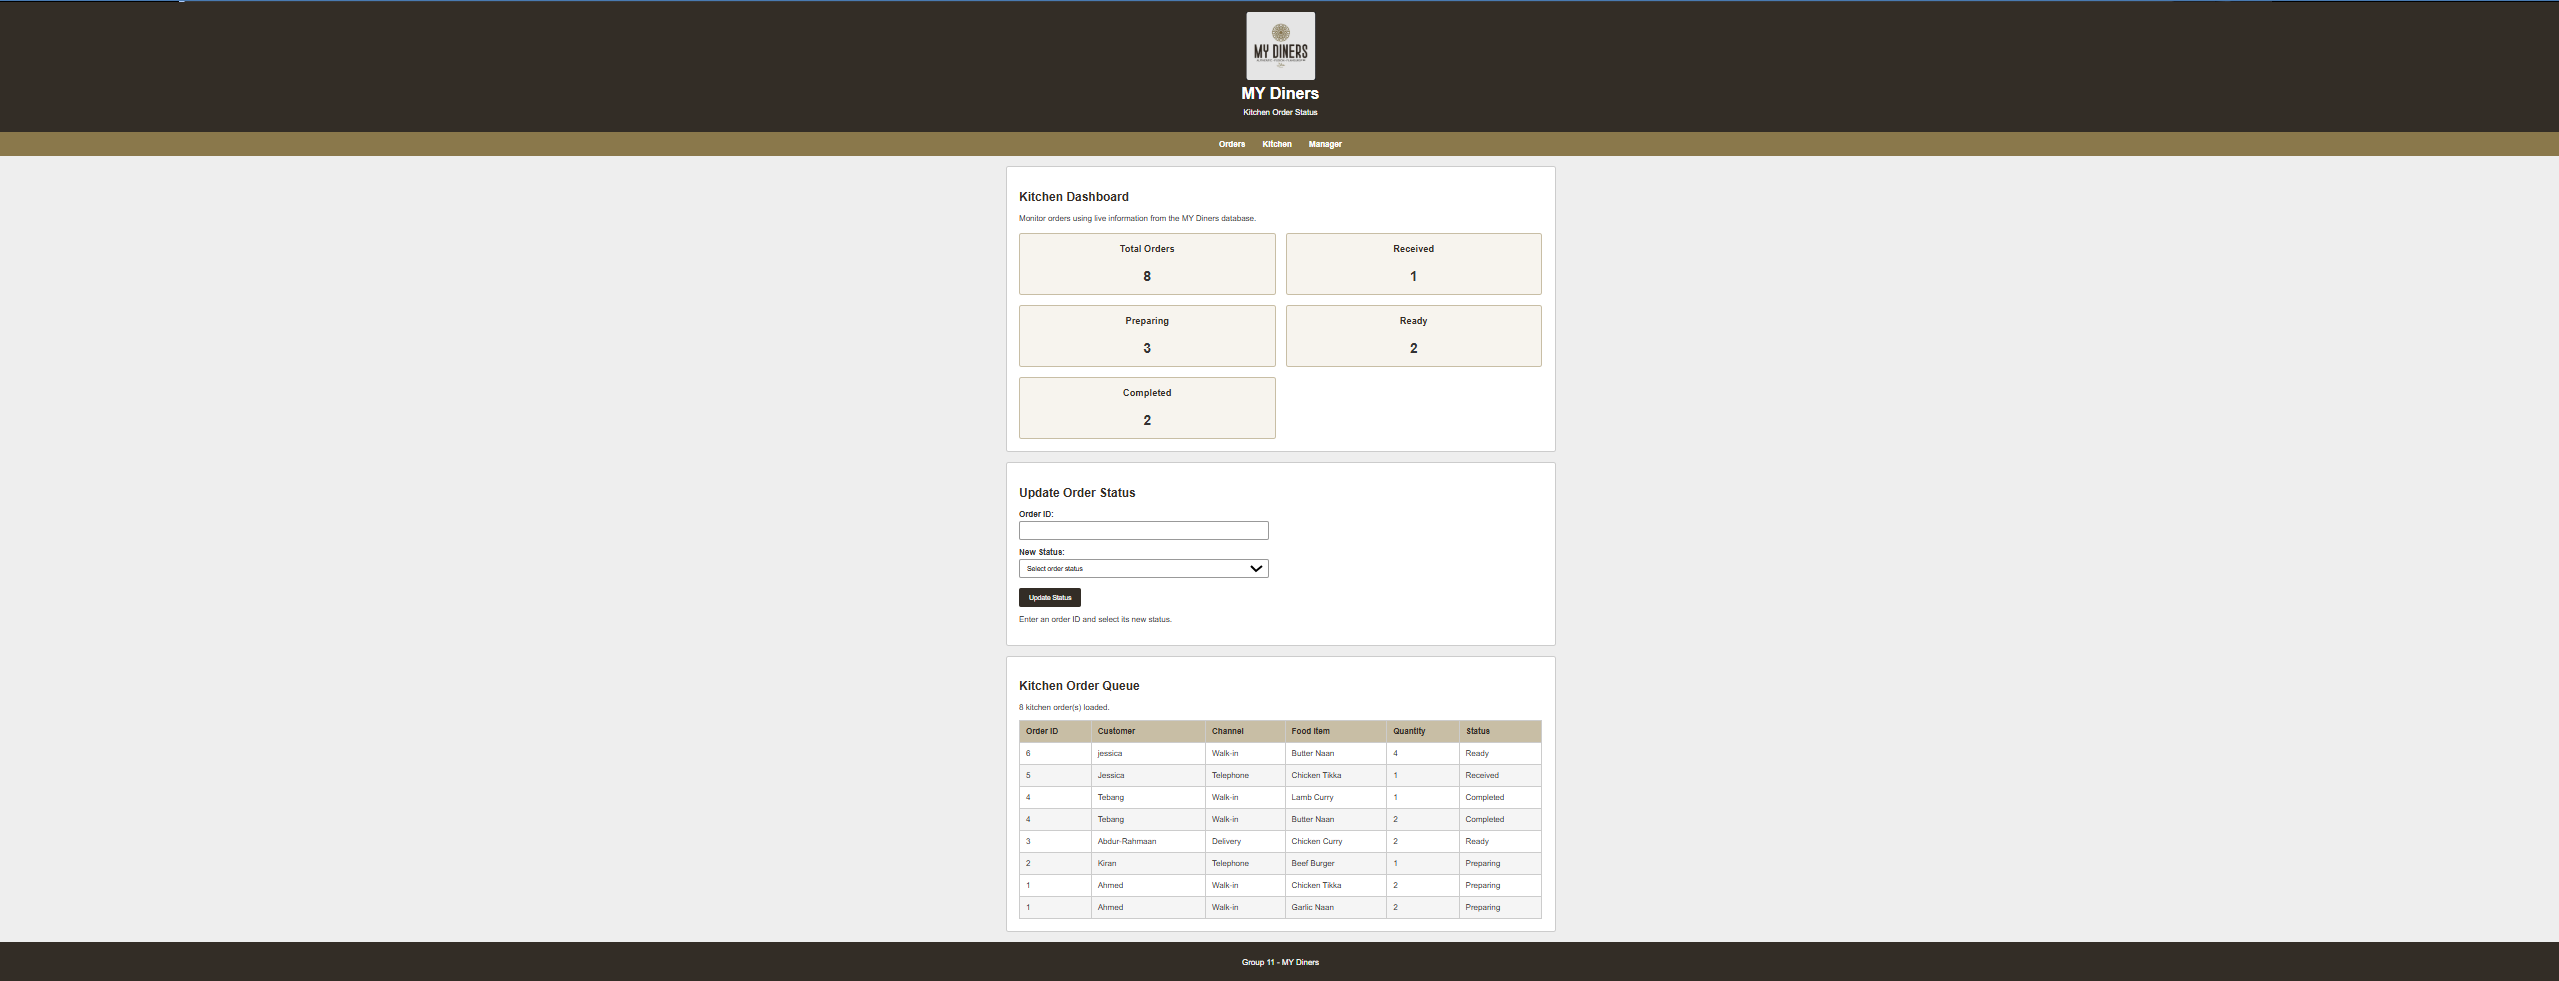 MY DINERS
MY Diners
Kitchen Order Status
Orders Kitchen Manager
Kitchen Dashboard
Monitor orders using live information from the MY Diners database.
Total Orders Received
8 1
Preparing Ready
3 2
Completed
2
Update Order Status
Order ID:
New Status:
Select order status
Update Status
Enter an order ID and select its new status.
Kitchen Order Queue
8 kitchen order(s) loaded.
Order ID Customer Channel Food Item Quantity Status
6 jessica Walk-in Butter Naan 4 Ready
5 Jessica Telephone Chicken Tikka 1 Received
4 Tebang Walk-in Lamb Curry 1 Completed
4 Tebang Walk-in Butter Naan 2 Completed
3 Abdur-Rahmaan Delivery Chicken Curry 2 Ready
2 Kiran Telephone Beef Burger 1 Preparing
1 Ahmed Walk-in Chicken Tikka 2 Preparing
1 Ahmed Walk-in Garlic Naan 2 Preparing
Group 11 - MY Diners